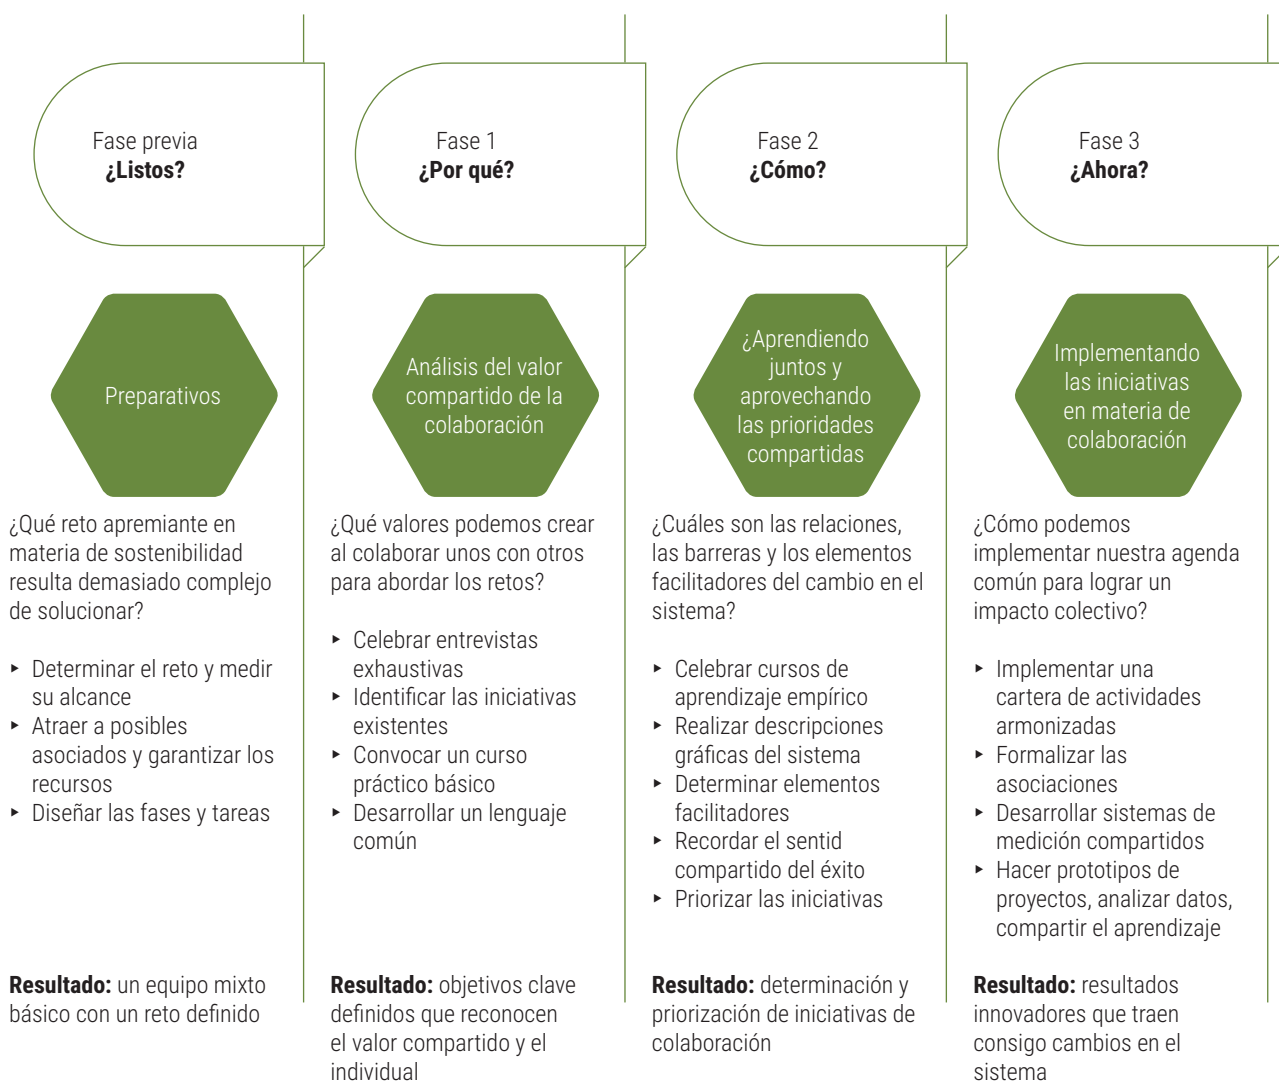 Fase previa
¿Listos?
Preparativos
¿Qué reto apremiante en
materia de sostenibilidad
resulta demasiado complejo
de solucionar?
▸ Determinar el reto y medir
su alcance
▸ Atraer a posibles
asociados y garantizar los
recursos
▸ Diseñar las fases y tareas
Resultado: un equipo mixto
básico con un reto definido
Fase 1
¿Por qué?
Análisis del valor
compartido de la
colaboración
¿Qué valores podemos crear
al colaborar unos con otros
para abordar los retos?
▸ Celebrar entrevistas
exhaustivas
▸ Identificar las iniciativas
existentes
▸ Convocar un curso
práctico básico
▸ Desarrollar un lenguaje
común
Resultado: objetivos clave
definidos que reconocen
el valor compartido y el
individual
Fase 2
¿Cómo?
¿Aprendiendo
juntos y
aprovechando
las prioridades
compartidas
¿Cuáles son las relaciones,
las barreras y los elementos
facilitadores del cambio en el
sistema?
▸ Celebrar cursos de
aprendizaje empírico
▸ Realizar descripciones
gráficas del sistema
▸ Determinar elementos
facilitadores
▸ Recordar el sentid
compartido del éxito
▸ Priorizar las iniciativas
Resultado: determinación y
priorización de iniciativas de
colaboración
Fase 3
¿Ahora?
Implementando
las iniciativas
en materia de
colaboración
¿Cómo podemos
implementar nuestra agenda
común para lograr un
impacto colectivo?
▸ Implementar una
cartera de actividades
armonizadas
▸ Formalizar las
asociaciones
▸ Desarrollar sistemas de
medición compartidos
▸ Hacer prototipos de
proyectos, analizar datos,
compartir el aprendizaje
Resultado: resultados
innovadores que traen
consigo cambios en el
sistema